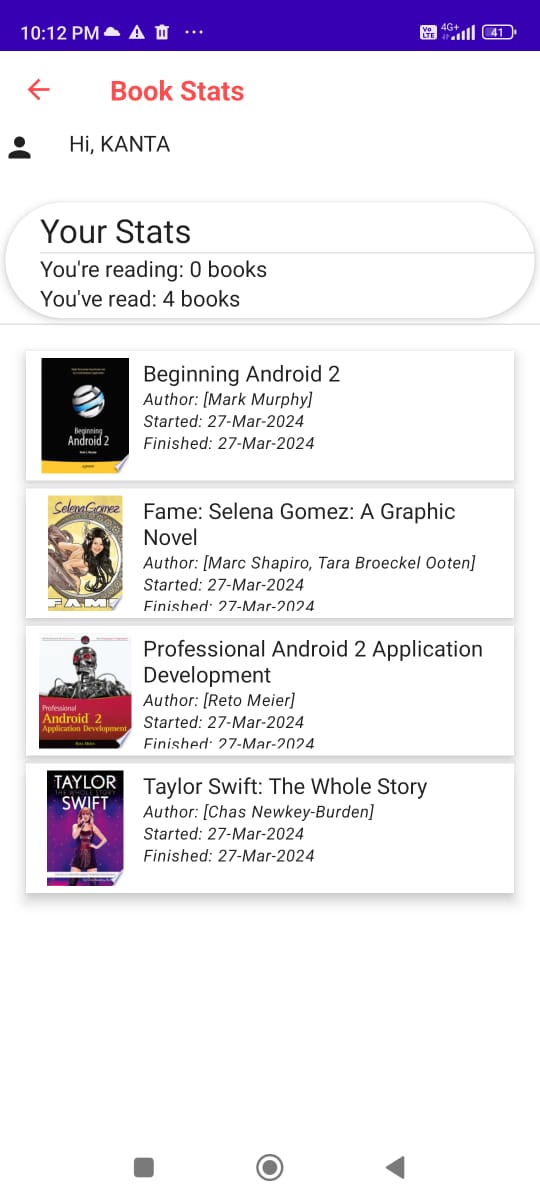 10:12 PM
Vo
LTE
4G+
41
Book Stats
Hi, KANTA
Your Stats
You're reading: 0 books
You've read: 4 books
Beginning
Android 2
Beginning Android 2
Author: [Mark Murphy]
Started: 27-Mar-2024
Finished: 27-Mar-2024
Selena Gomez
FAME
Fame: Selena Gomez: A Graphic
Novel
Author: [Marc Shapiro, Tara Broeckel Ooten]
Started: 27-Mar-2024
Finished: 27-Mar-2024
Professional
Android 2
Application Development
Reto Meier
Professional Android 2 Application
Development
Author: [Reto Meier]
Started: 27-Mar-2024
Finished: 27-Mar-2024
TAYLOR
THE WHOLE STORY
SWIFT
Taylor Swift: The Whole Story
Author: [Chas Newkey-Burden]
Started: 27-Mar-2024
Finished: 27-Mar-2024